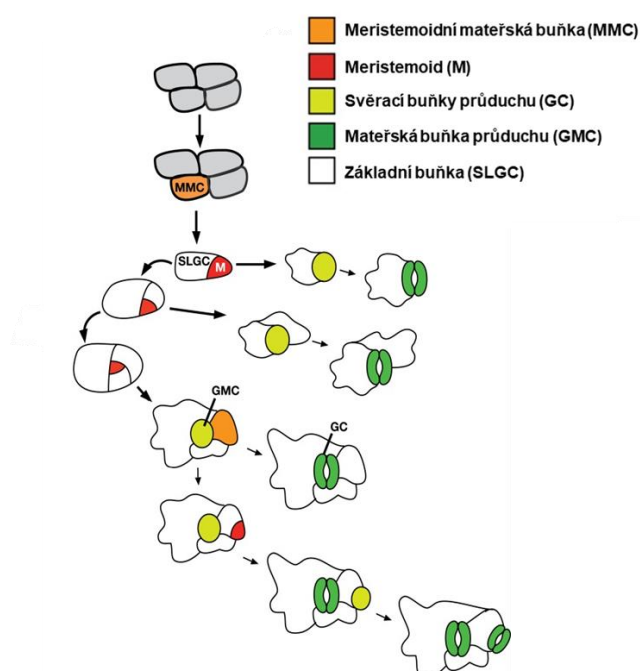 Meristemoidní mateřská buňka (MMC)
Meristemoid (M)
Svěrací buňky průduchu (GC)
Mateřská buňka průduchu (GMC)
Základní buňka (SLGC)
MMC
SLGC
M
GMC
GC